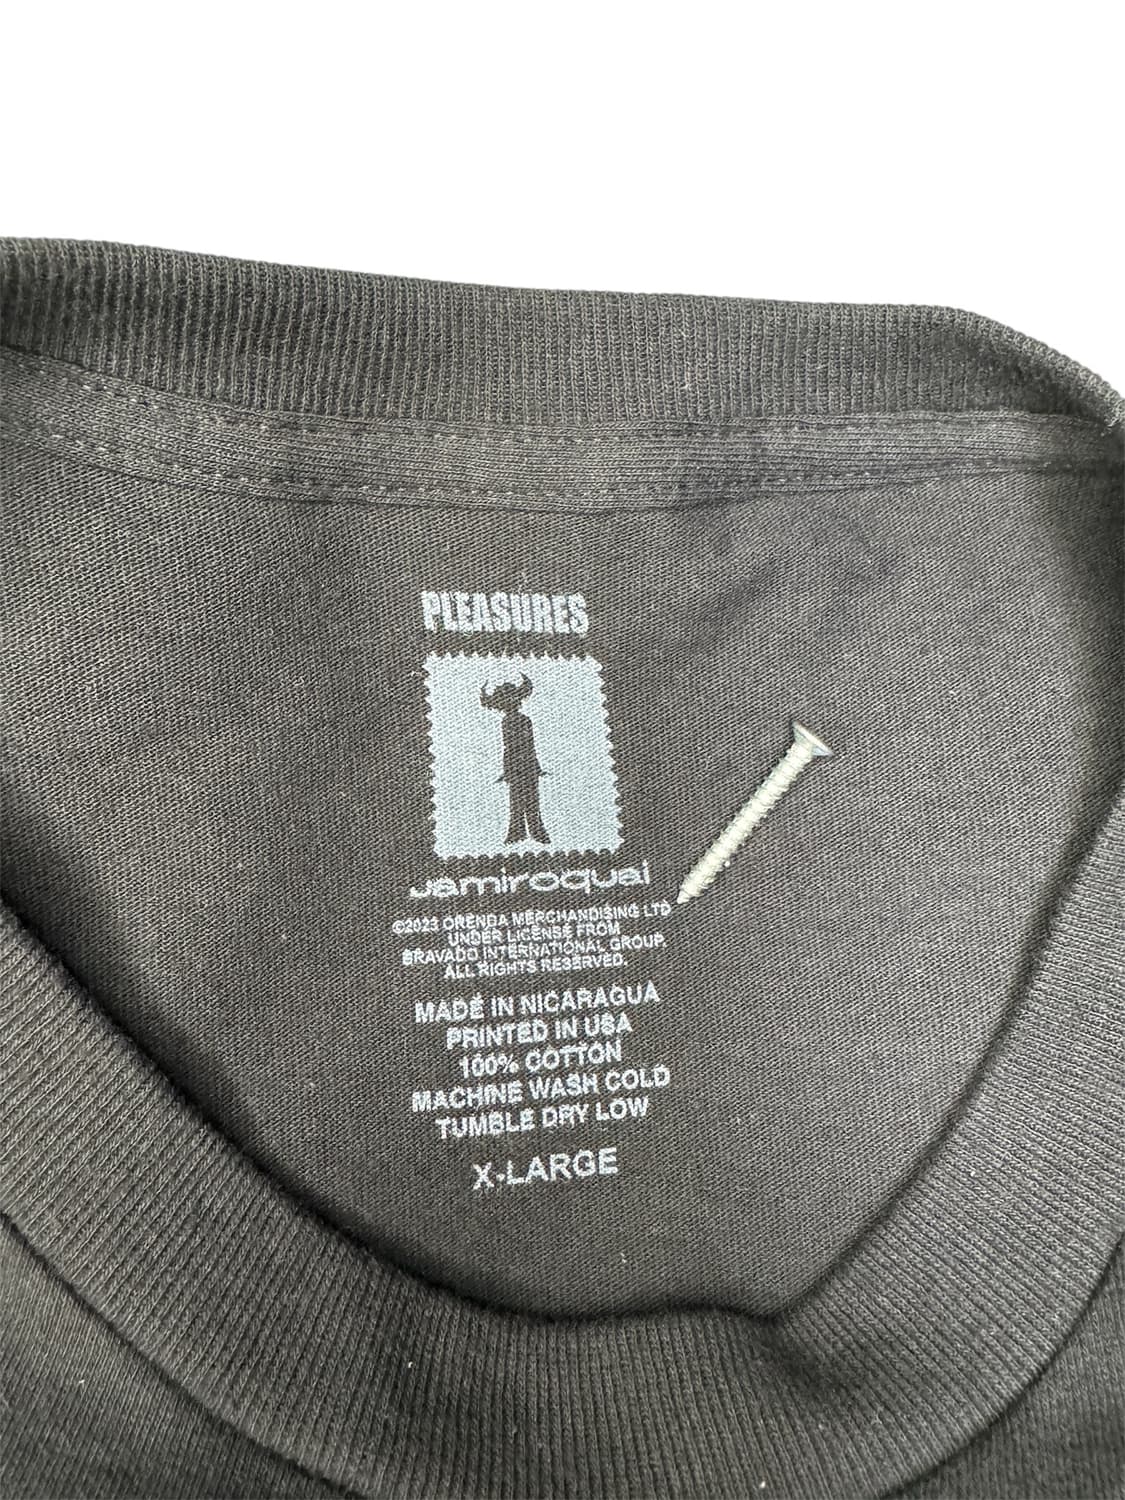 PLEASURES
Jamiroquai
©2023 ORENDA MERCHANDISING LTD
UNDER LICENSE FROM
BRAVADO INTERNATIONAL GROUP.
ALL RIGHTS RESERVED.
MADE IN NICARAGUA
PRINTED IN USA
100% COTTON
MACHINE WASH COLD
TUMBLE DRY LOW
X-LARGE